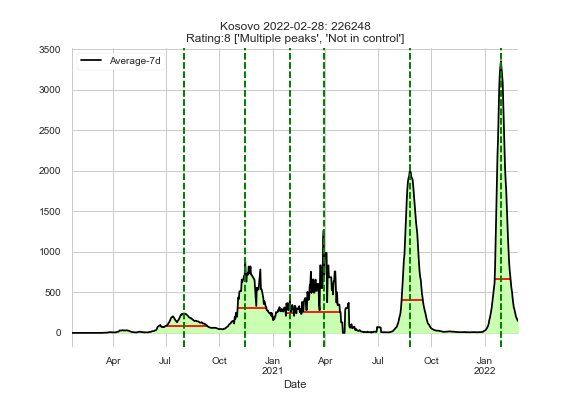 Kosovo 2022-02-28: 226248
Rating:8 ['Multiple peaks', 'Not in control']
Average-7d
3500
3000
2500
2000
1500
1000
500
0
Apr Jul Oct Jan Apr Jul Oct Jan
2021 2022
Date